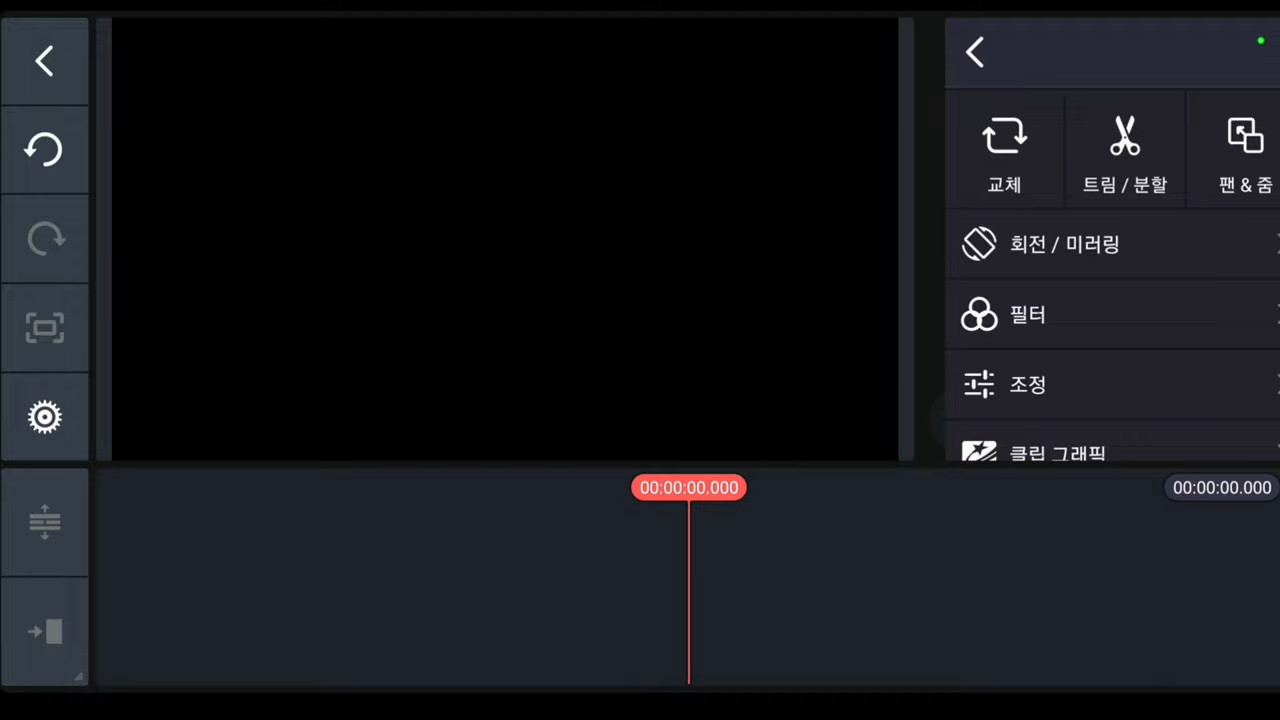 교체
트림 / 분할
팬 & 줌
회전 / 미러링
필터
조정
클립 그래픽
00:00:00.000
00:00:00.000